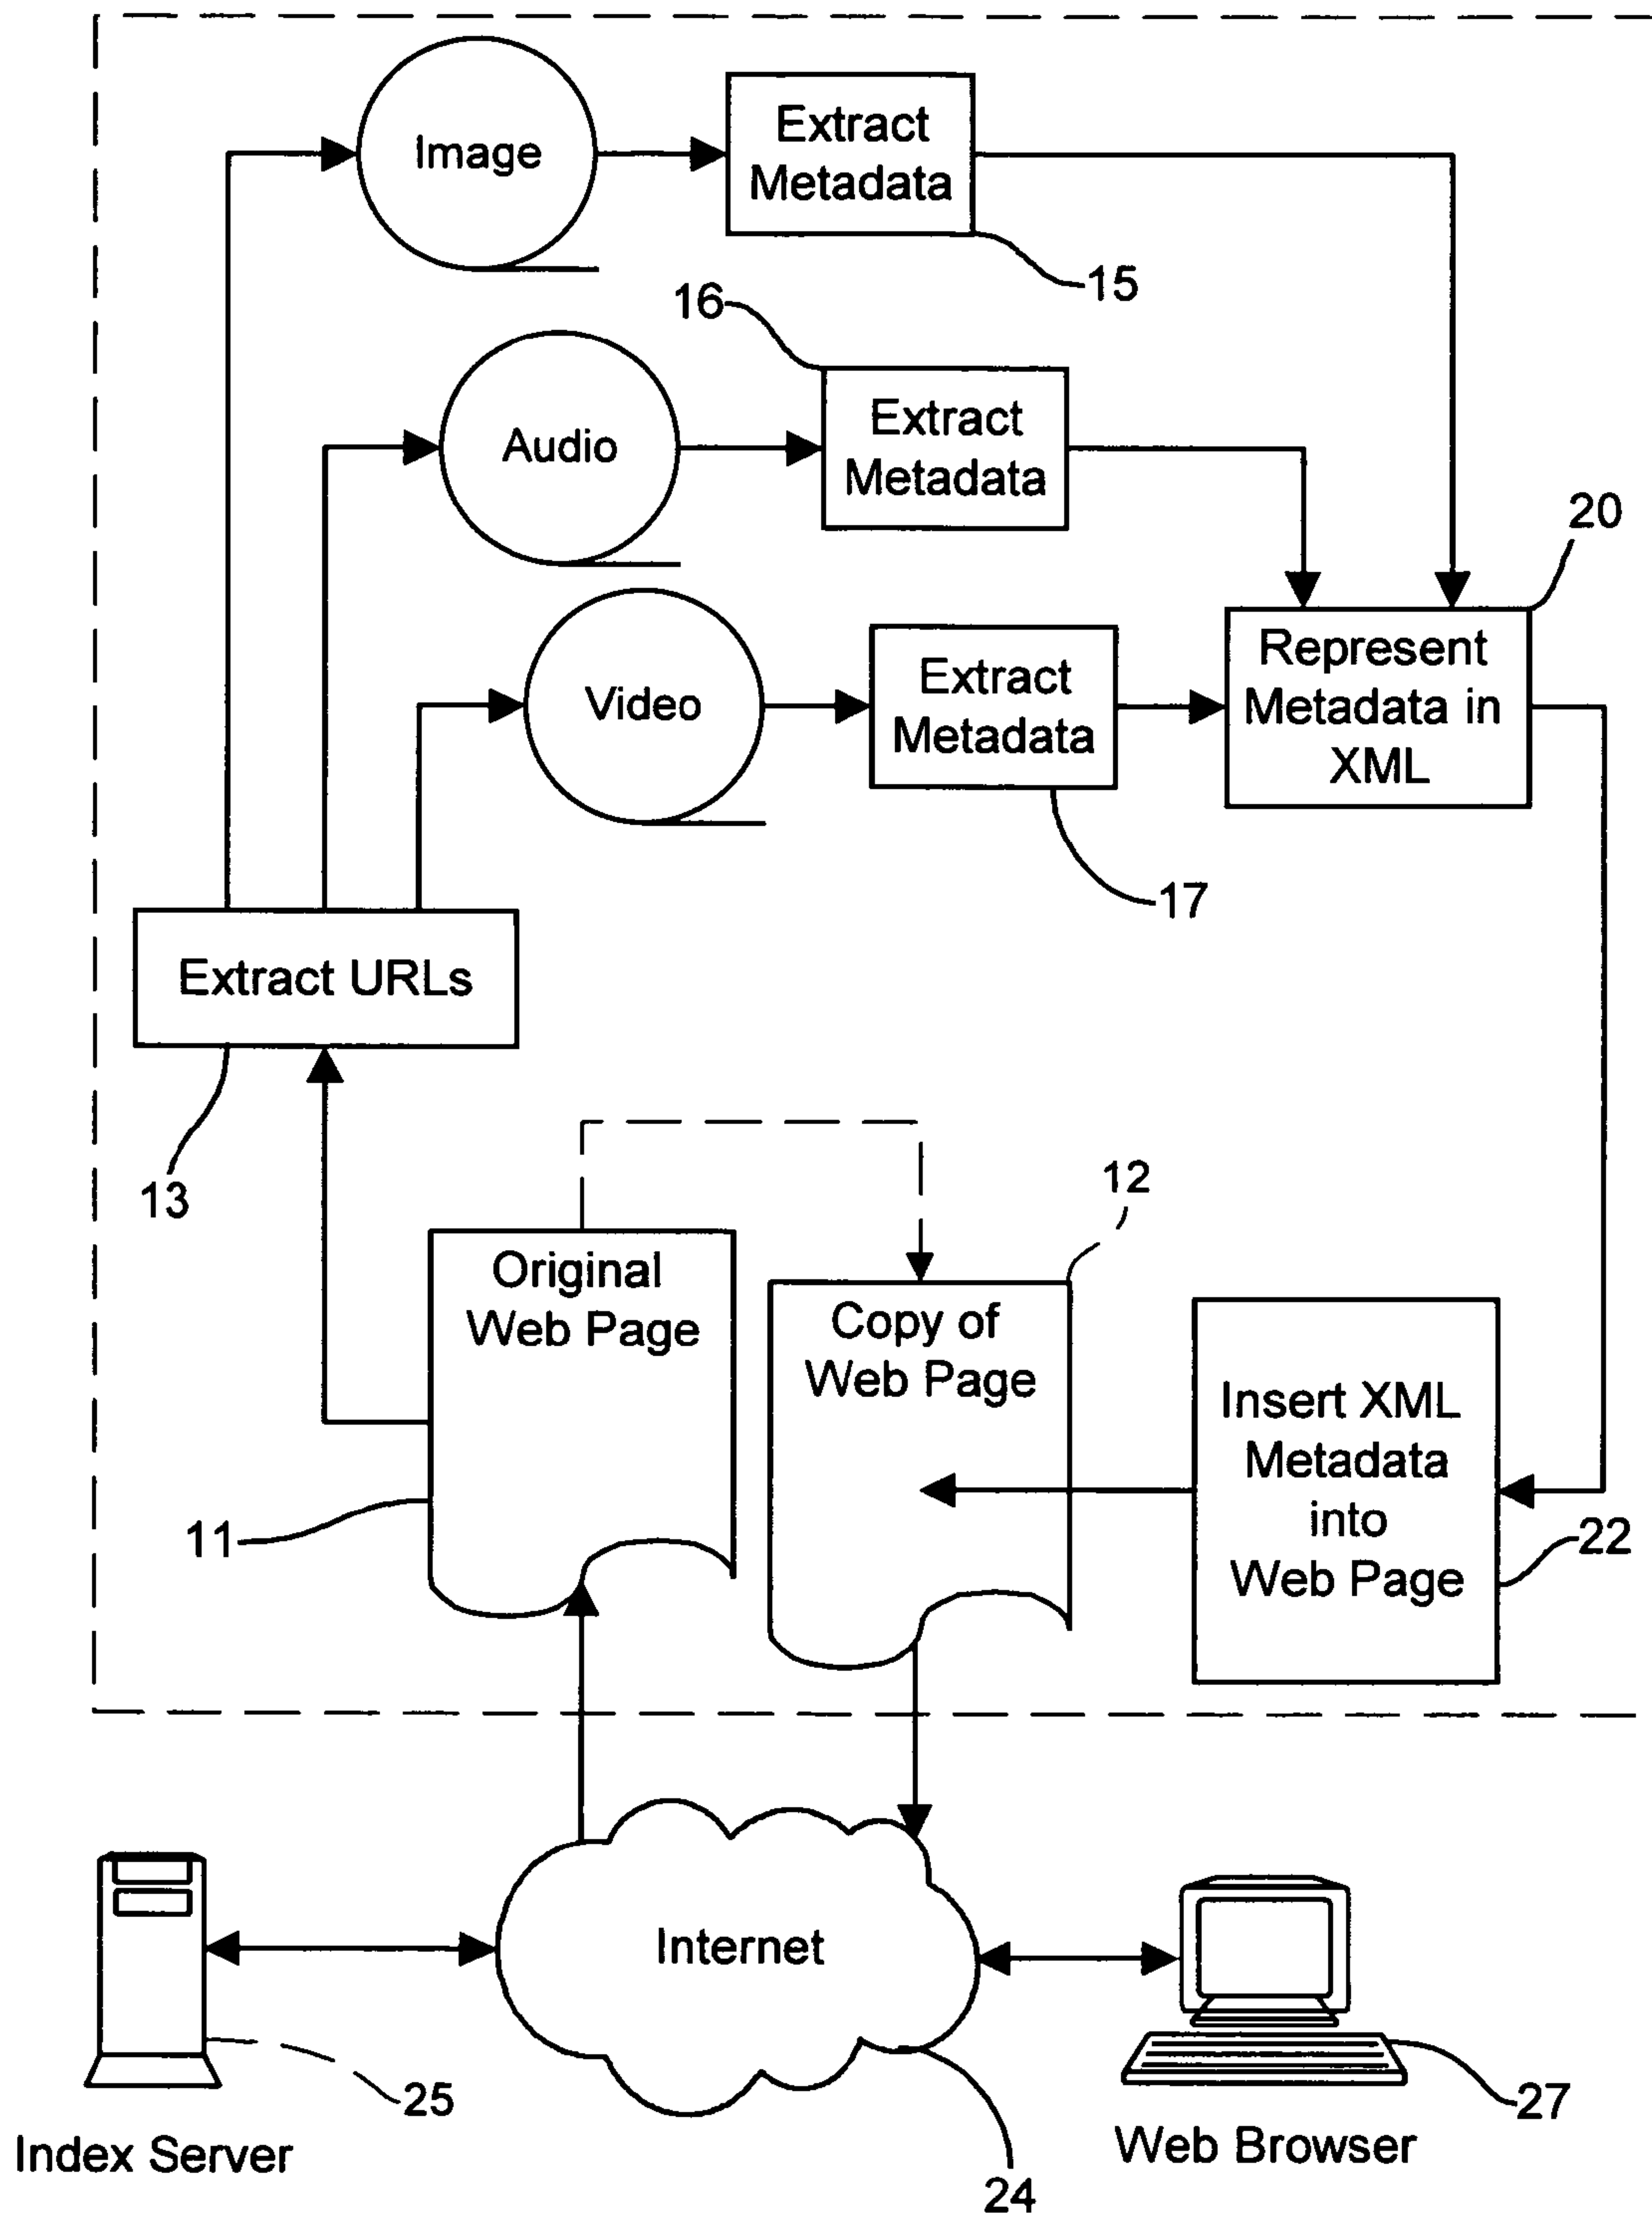 Image
Extract
Metadata
15
16
Audio
Extract
Metadata
20
Video
Extract
Metadata
Represent
Metadata in
XML
17
Extract URLs
13
12
Original
Web Page
Copy of
Web Page
Insert XML
Metadata
into
Web Page
11
22
Internet
25
27
Index Server
Web Browser
24